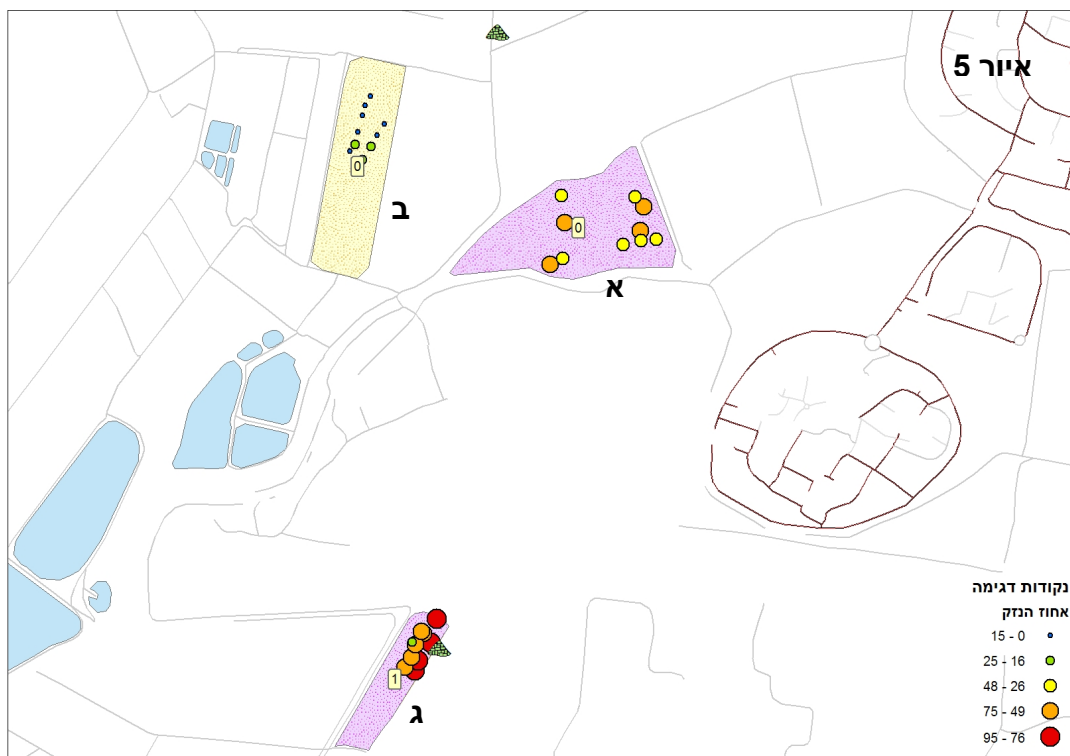 איור 5
0
ב
0
א
1
ג
נקודות דגימה
אחוז הנזק
15 - 0
25 - 16
48 - 26
75 - 49
95 - 76